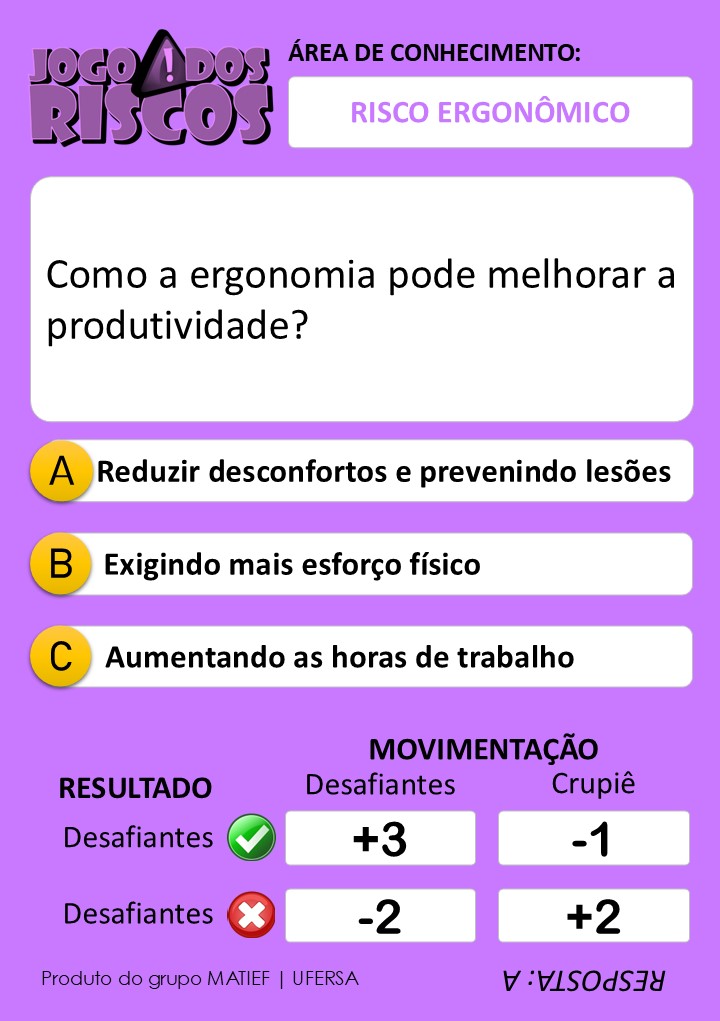 JOGO DOS
RISCOS
ÁREA DE CONHECIMENTO:
RISCO ERGONÔMICO
Como a ergonomia pode melhorar a
produtividade?
A Reduzir desconfortos e prevenindo lesões
B Exigindo mais esforço físico
C Aumentando as horas de trabalho
MOVIMENTAÇÃO
RESULTADO Desafiantes Crupiê
Desafiantes +3 -1
Desafiantes -2 +2
Produto do grupo MATIEF | UFERSA
RESPOSTA: A